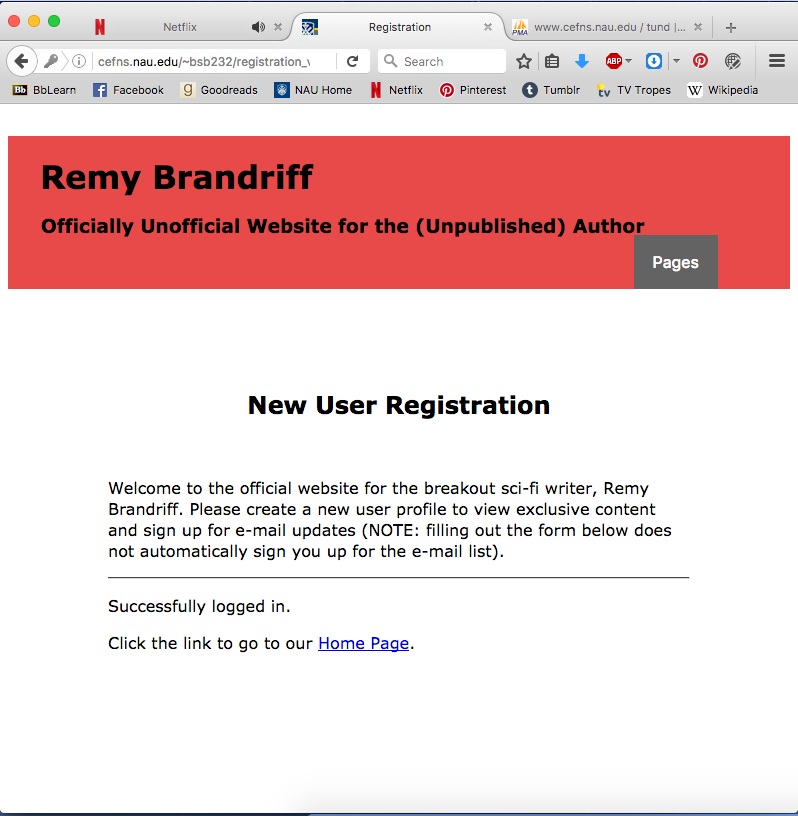 Netflix
Registration
PMA
www.cefns.nau.edu / tund |...
cefns.nau.edu/~bsb232/registration_v
Search
ABP
Bb BbLearn
f Facebook
g Goodreads
NAU Home
N Netflix
Pinterest
t Tumblr
tv TV Tropes
W Wikipedia
Remy Brandriff
Officially Unofficial Website for the (Unpublished) Author
Pages
New User Registration
Welcome to the official website for the breakout sci-fi writer, Remy
Brandriff. Please create a new user profile to view exclusive content
and sign up for e-mail updates (NOTE: filling out the form below does
not automatically sign you up for the e-mail list).
Successfully logged in.
Click the link to go to our Home Page.